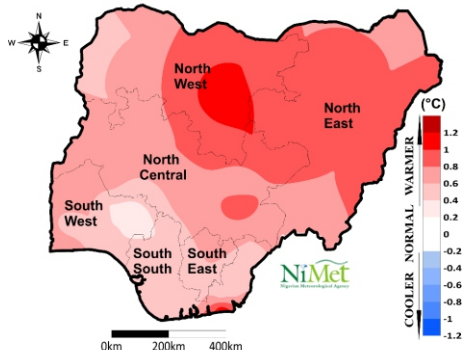 N
W E
S
North
West
North
East
North
Central
South
West
South
South
South
East
NiMet
Nigerian Meteorological Agency
0km 200km 400km
(°C)
1.2
1
0.8
0.6
0.4
0.2
0
-0.2
-0.4
-0.6
-0.8
-1
-1.2
COOLER NORMAL WARMER